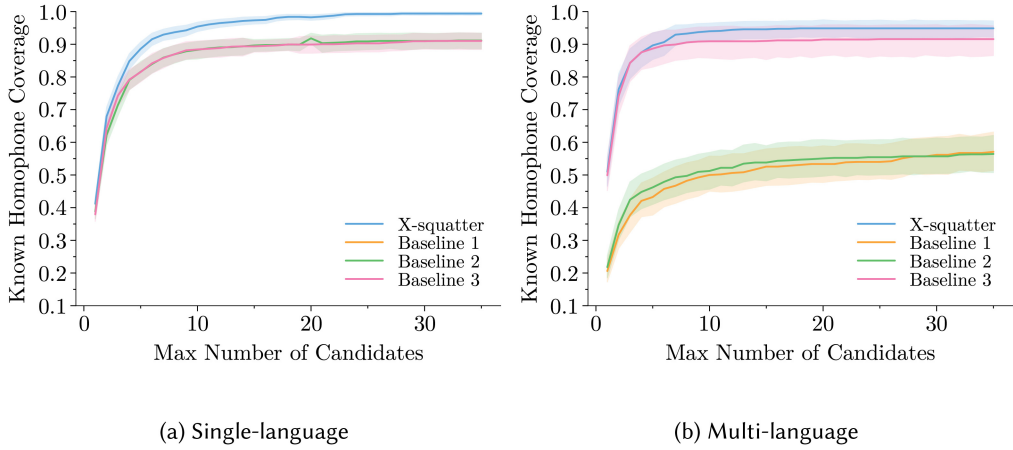 Known Homophone Coverage
1.0
0.9
0.8
0.7
0.6
0.5
0.4
0.3
0.2
0.1
X-squatter
Baseline 1
Baseline 2
Baseline 3
0 10 20 30
Max Number of Candidates
(a) Single-language
Known Homophone Coverage
1.0
0.9
0.8
0.7
0.6
0.5
0.4
0.3
0.2
0.1
X-squatter
Baseline 1
Baseline 2
Baseline 3
0 10 20 30
Max Number of Candidates
(b) Multi-language